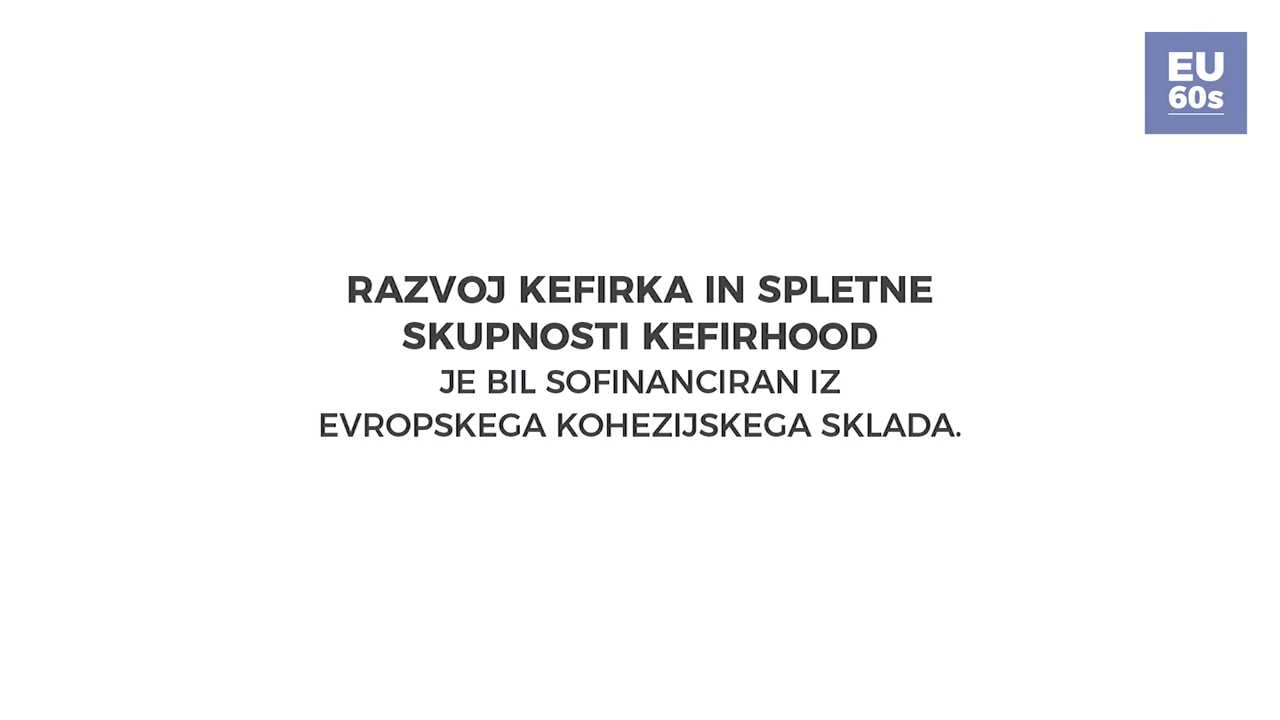 EU
60s
RAZVOJ KEFIRKA IN SPLETNE
SKUPNOSTI KEFIRHOOD
JE BIL SOFINANCIRAN IZ
EVROPSKEGA KOHEZIJSKEGA SKLADA.